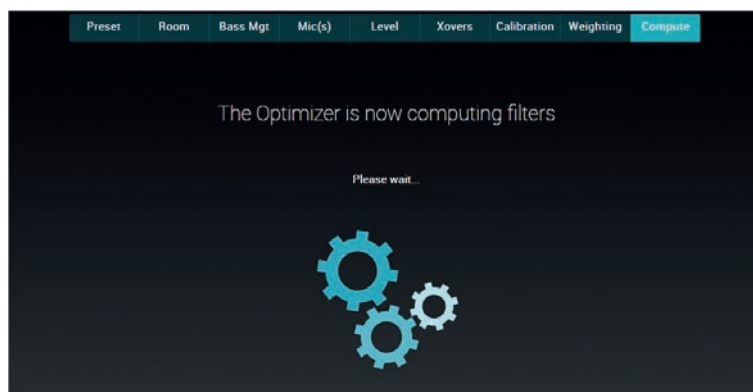 Preset Room Bass Mgt Mic(s) Level Xovers Calibration Weighting Compute
The Optimizer is now computing filters
Please wait...